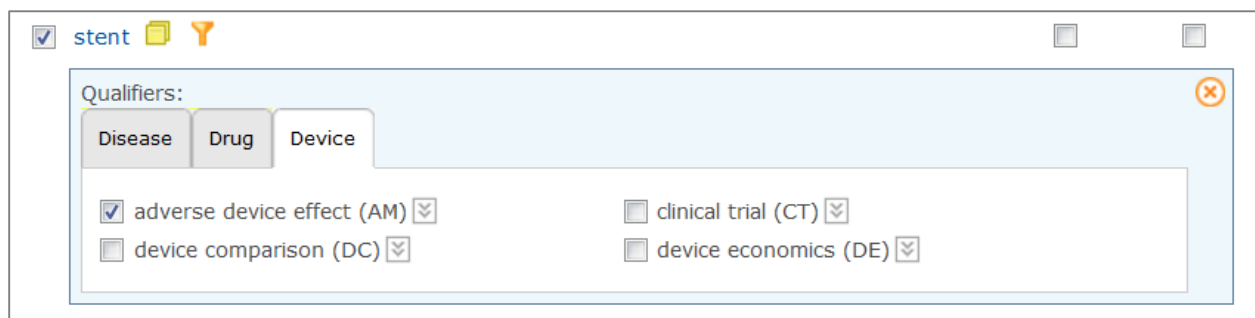 stent
Qualifiers:
Disease Drug Device
adverse device effect (AM) clinical trial (CT)
device comparison (DC) device economics (DE)